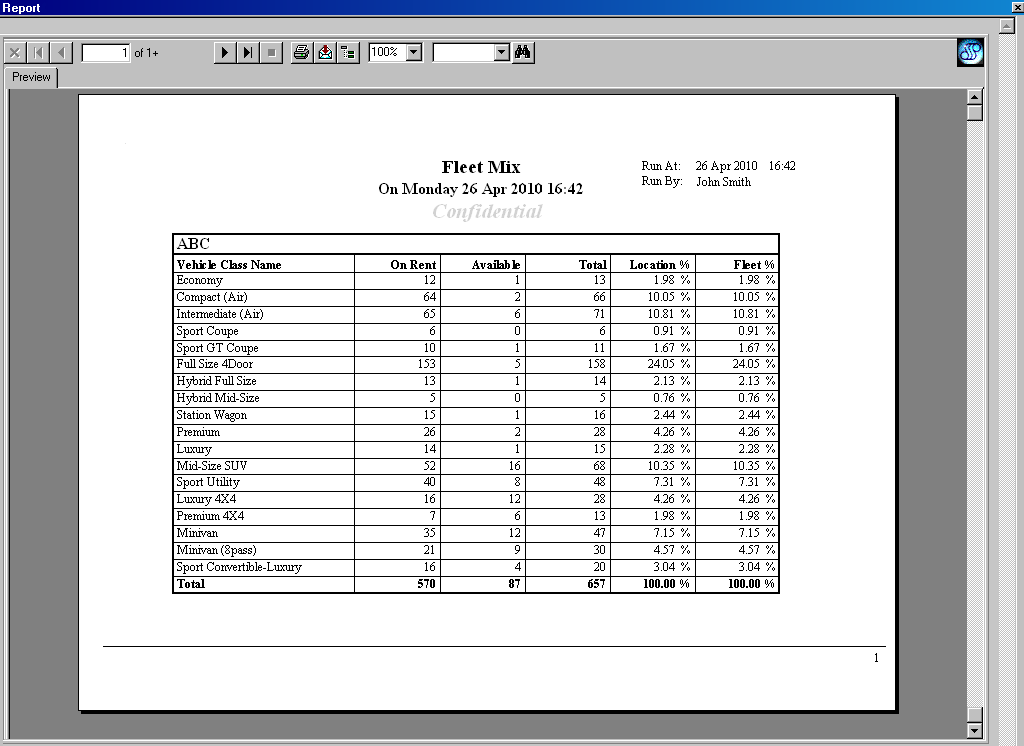 Report
1 of 1+ 100%
Preview
Fleet Mix
Run At: 26 Apr 2010 16:42
On Monday 26 Apr 2010 16:42
Run By: John Smith
Confidential
ABC
Vehicle Class Name On Rent Available Total Location % Fleet %
Economy 12 1 13 1.98 % 1.98 %
Compact (Air) 64 2 66 10.05 % 10.05 %
Intermediate (Air) 65 6 71 10.81 % 10.81 %
Sport Coupe 6 0 6 0.91 % 0.91 %
Sport GT Coupe 10 1 11 1.67 % 1.67 %
Full Size 4Door 153 5 158 24.05 % 24.05 %
Hybrid Full Size 13 1 14 2.13 % 2.13 %
Hybrid Mid-Size 5 0 5 0.76 % 0.76 %
Station Wagon 15 1 16 2.44 % 2.44 %
Premium 26 2 28 4.26 % 4.26 %
Luxury 14 1 15 2.28 % 2.28 %
Mid-Size SUV 52 16 68 10.35 % 10.35 %
Sport Utility 40 8 48 7.31 % 7.31 %
Luxury 4X4 16 12 28 4.26 % 4.26 %
Premium 4X4 7 6 13 1.98 % 1.98 %
Minivan 35 12 47 7.15 % 7.15 %
Minivan (8pass) 21 9 30 4.57 % 4.57 %
Sport Convertible-Luxury 16 4 20 3.04 % 3.04 %
Total 570 87 657 100.00 % 100.00 %
1